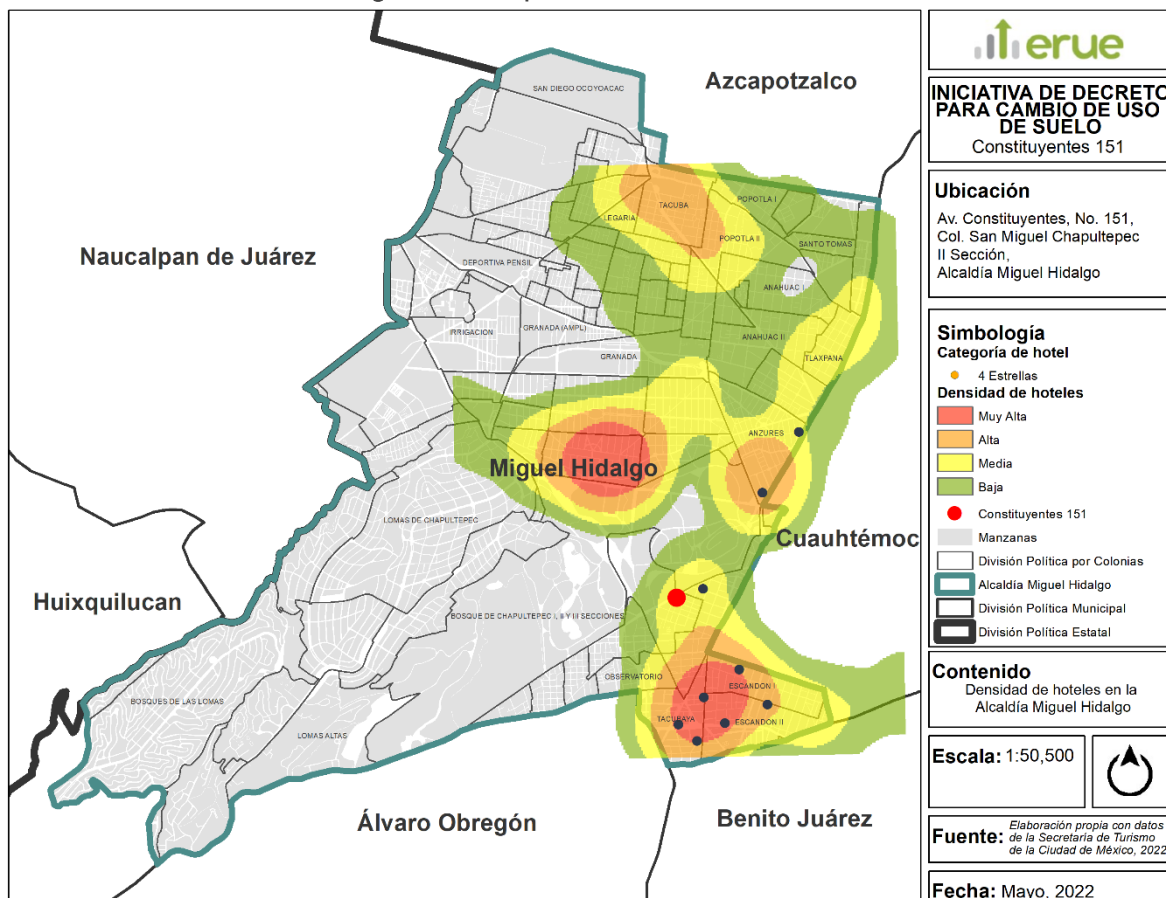 Azcapotzalco
Naucalpan de Juárez
Huixquilucan
Miguel Hidalgo
Cuauhtémoc
Álvaro Obregón
Benito Juárez
SAN DIEGO OCOYOACAC
TACUBA
LEGARIA
POPOTLA I
POPOTLA II
SANTO TOMAS
DEPORTIVA PENSIL
ANAHUAC I
IRRIGACION
GRANADA (AMPL)
GRANADA
ANAHUAC II
TLAXPANA
ANZURES
LOMAS DE CHAPULTEPEC
BOSQUE DE CHAPULTEPEC I, II Y III SECCIONES
OBSERVATORIO
ESCANDON I
TACUBAYA
ESCANDON II
BOSQUES DE LAS LOMAS
LOMAS ALTAS
erue
INICIATIVA DE DECRETO
PARA CAMBIO DE USO
DE SUELO
Constituyentes 151
Ubicación
Av. Constituyentes, No. 151,
Col. San Miguel Chapultepec
II Sección,
Alcaldía Miguel Hidalgo
Simbología
Categoría de hotel
4 Estrellas
Densidad de hoteles
Muy Alta
Alta
Media
Baja
Constituyentes 151
Manzanas
División Política por Colonias
Alcaldía Miguel Hidalgo
División Política Municipal
División Política Estatal
Contenido
Densidad de hoteles en la
Alcaldía Miguel Hidalgo
Escala: 1:50,500
Fuente: Elaboración propia con datos
de la Secretaria de Turismo
de la Ciudad de México, 2022
Fecha: Mayo, 2022